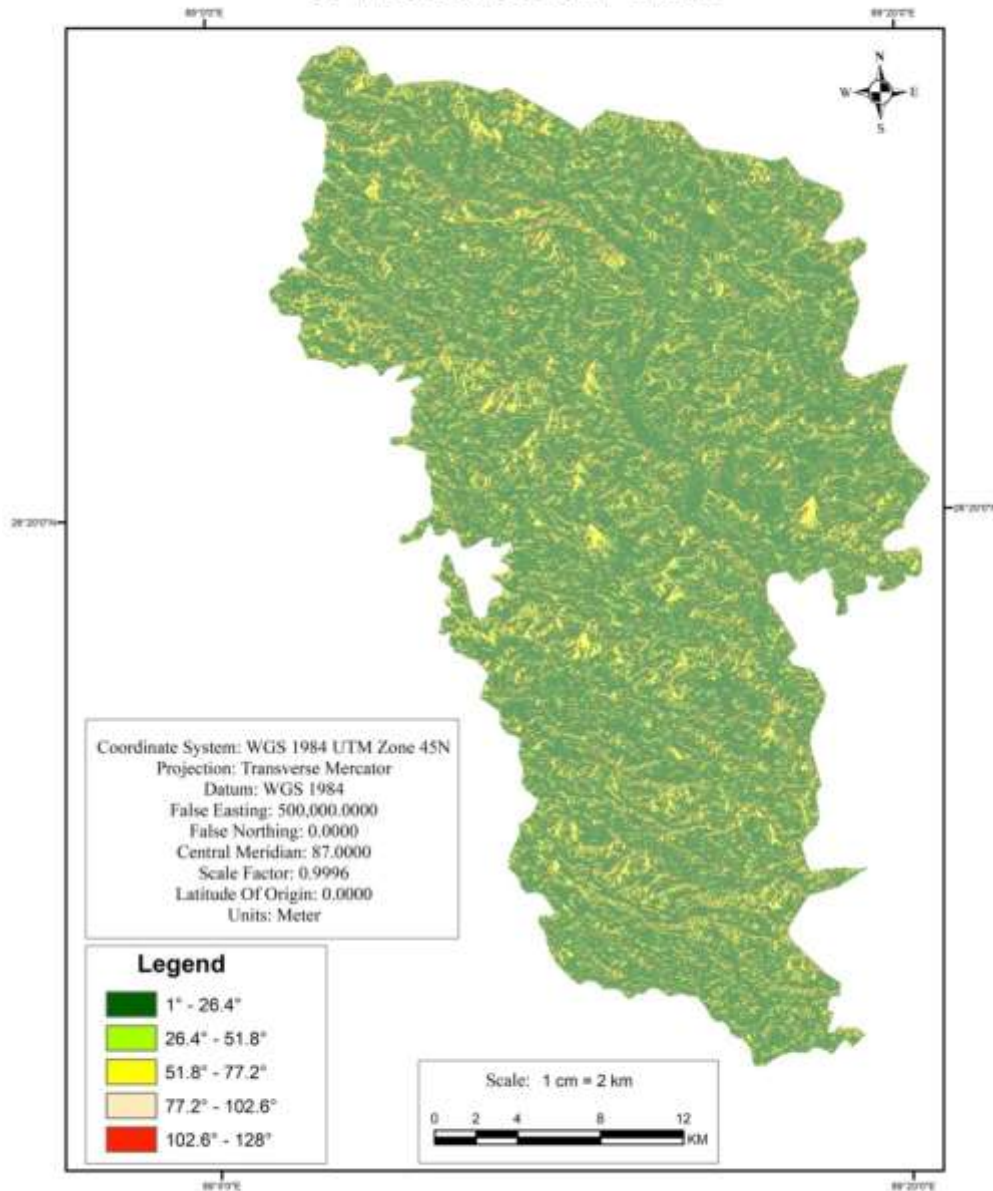 N
W E
S
Coordinate System: WGS 1984 UTM Zone 45N
Projection: Transverse Mercator
Datum: WGS 1984
False Easting: 500,000.0000
False Northing: 0.0000
Central Meridian: 87.0000
Scale Factor: 0.9996
Latitude Of Origin: 0.0000
Units: Meter
Legend
1° - 26.4°
26.4° - 51.8°
51.8° - 77.2°
77.2° - 102.6°
102.6° - 128°
Scale: 1 cm = 2 km
0 2 4 8 12
KM